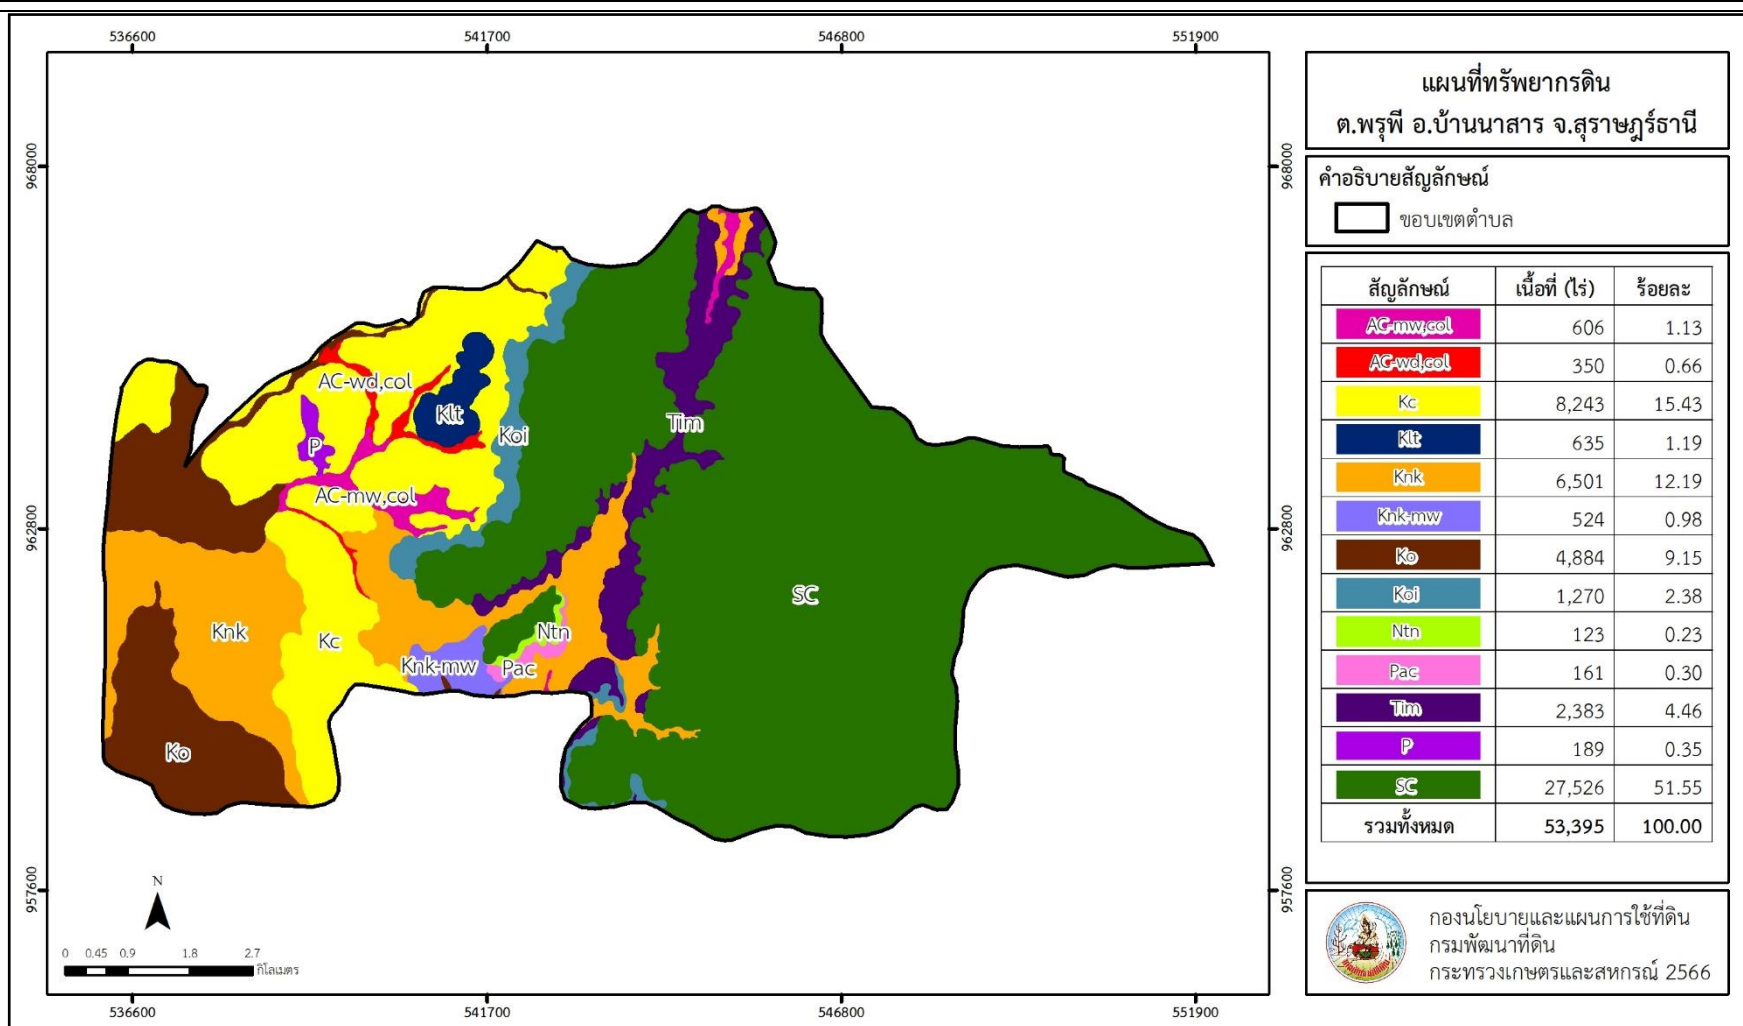 536600 541700 546800 551900
แผนที่ทรัพยากรดิน
ต.พรุพี อ.บ้านนาสาร จ.สุราษฎร์ธานี
คำอธิบายสัญลักษณ์
ขอบเขตตำบล
สัญลักษณ์ เนื้อที่ (ไร่) ร้อยละ
AC-mw,col 606 1.13
AC-wd,col 350 0.66
Kc 8,243 15.43
Klt 635 1.19
Knk 6,501 12.19
Knk-mw 524 0.98
Ko 4,884 9.15
Koi 1,270 2.38
Ntn 123 0.23
Pac 161 0.30
Tim 2,383 4.46
P 189 0.35
SC 27,526 51.55
รวมทั้งหมด 53,395 100.00
968000 968000
AC-wd,col
Klt
Tim
Koi
P
AC-mw,col
962800 962800
SC
Knk
Kc
Ntn
Knk-mw
Pac
Ko
957600 957600
N
0 0.45 0.9 1.8 2.7
กิโลเมตร
กองนโยบายและแผนการใช้ที่ดิน
กรมพัฒนาที่ดิน
กระทรวงเกษตรและสหกรณ์ 2566
536600 541700 546800 551900